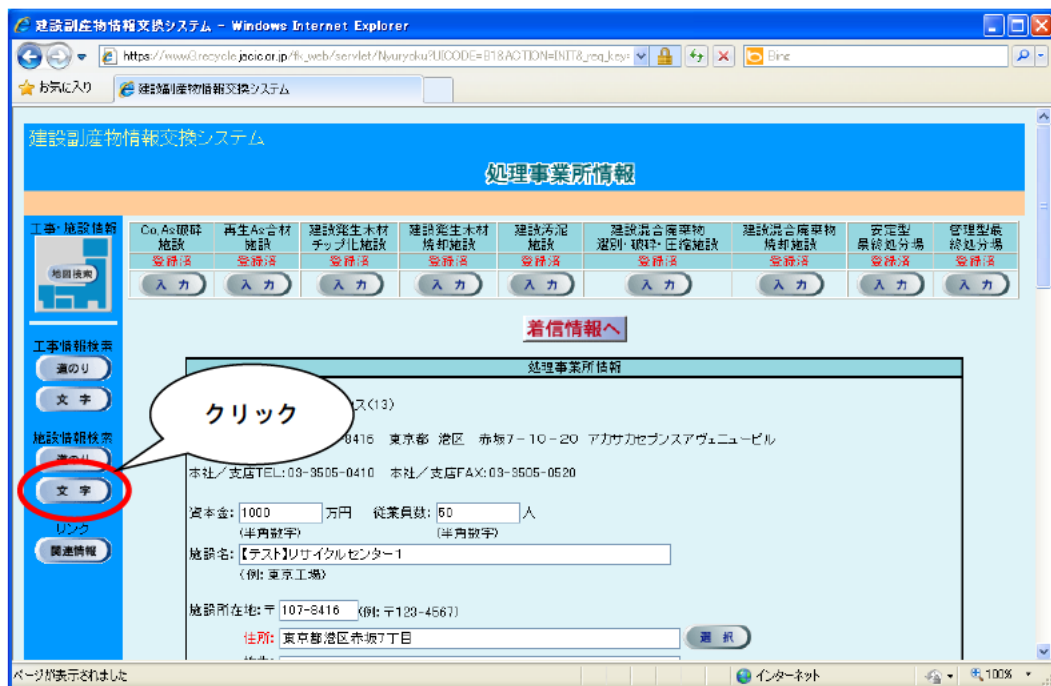 建設副産物情報交換システム - Windows Internet Explorer
Bing
お気に入り
建設副産物情報交換システム
建設副産物情報交換システム
処理事業所情報
工事・施設情報
地図検索
Co,As破砕施設 再生As合材施設 建設発生木材チップ化施設 建設発生木材焼却施設 建設汚泥施設 建設混合廃棄物選別・破砕・圧縮施設 建設混合廃棄物焼却施設 安定型最終処分場 管理型最終処分場
登録済 登録済 登録済 登録済 登録済 登録済 登録済 登録済 登録済
入力 入力 入力 入力 入力 入力 入力 入力 入力
着信情報へ
工事情報検索
道のり
文字
施設情報検索
道のり
文字
リンク
関連情報
クリック
処理事業所情報
ス(13)
8416 東京都 港区 赤坂7-10-20 アカサカセブンスアヴェニュービル
本社/支店TEL:03-3505-0410 本社/支店FAX:03-3505-0520
資本金: 1000 万円 従業員数: 50 人
(半角数字) (半角数字)
施設名: 【テスト】リサイクルセンター1
(例: 東京工場)
施設所在地: 〒 107-8416 (例: 〒123-4567)
住所: 東京都港区赤坂7丁目 選択
ページが表示されました
インターネット
100%